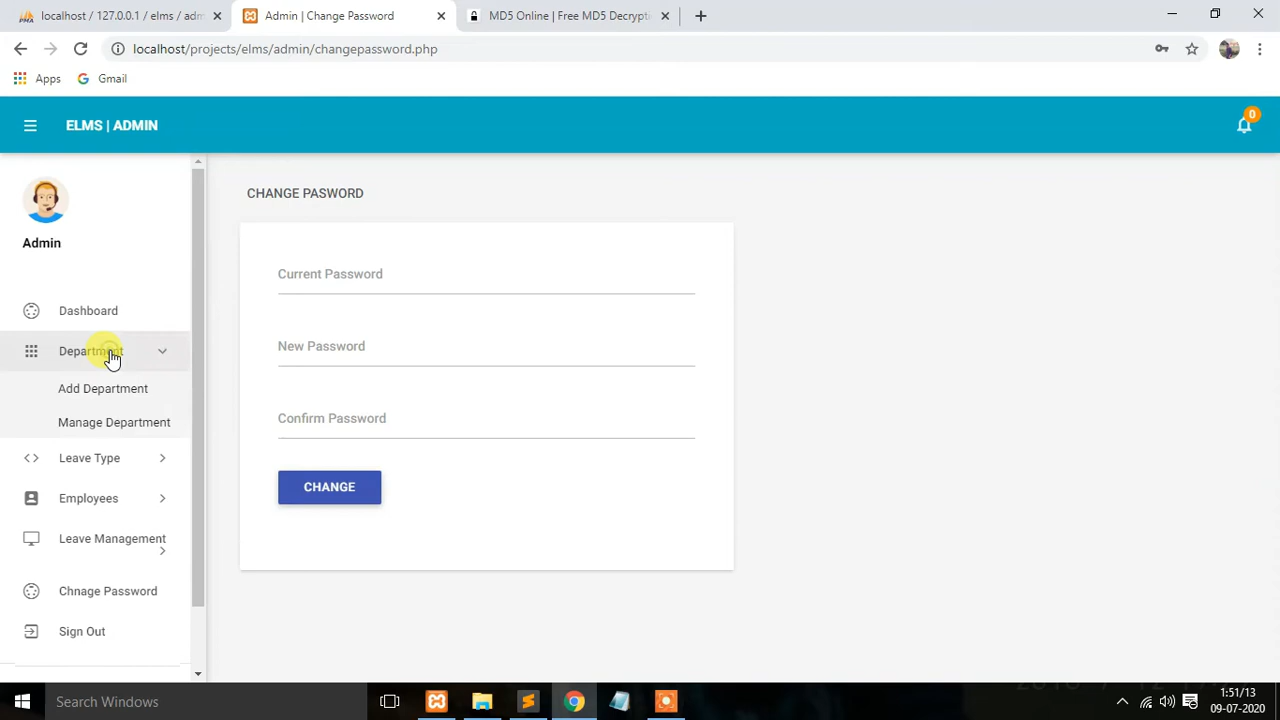 localhost / 127.0.0.1 / elms / adm
Admin | Change Password
MD5 Online | Free MD5 Decrypt
localhost/projects/elms/admin/changepassword.php
Apps
Gmail
ELMS | ADMIN
0
CHANGE PASWORD
Admin
Current Password
Dashboard
New Password
Department
Add Department
Confirm Password
Manage Department
Leave Type
CHANGE
Employees
Leave Management
Chnage Password
Sign Out
Search Windows
1:51/13
09-07-2020